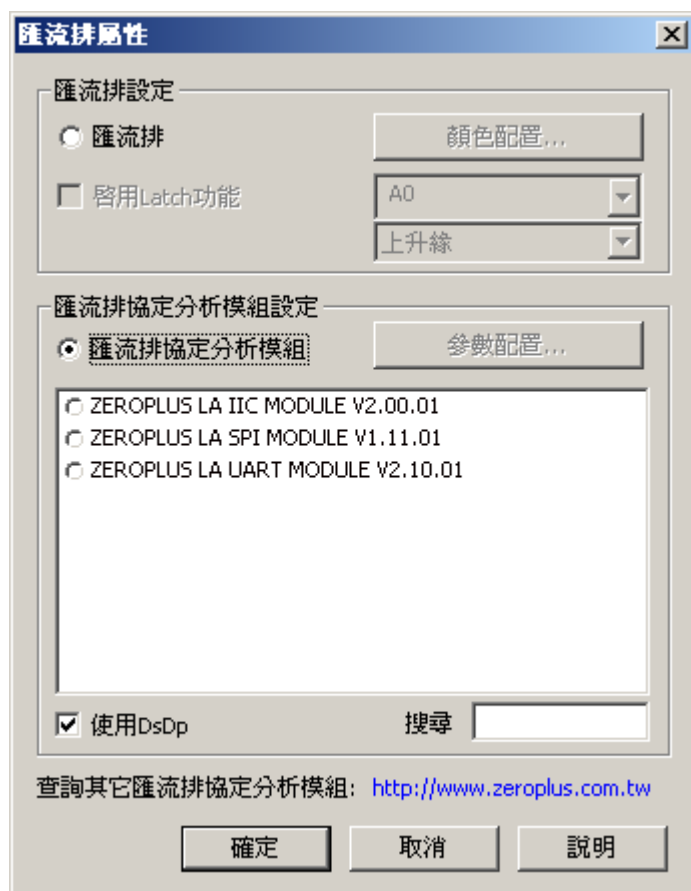 匯流排屬性
匯流排設定
匯流排
顏色配置...
啓用Latch功能
A0
上升緣
匯流排協定分析模組設定
匯流排協定分析模組
參數配置...
ZEROPLUS LA IIC MODULE V2.00.01
ZEROPLUS LA SPI MODULE V1.11.01
ZEROPLUS LA UART MODULE V2.10.01
使用DsDp
搜尋
查詢其它匯流排協定分析模組: http://www.zeroplus.com.tw
確定
取消
說明